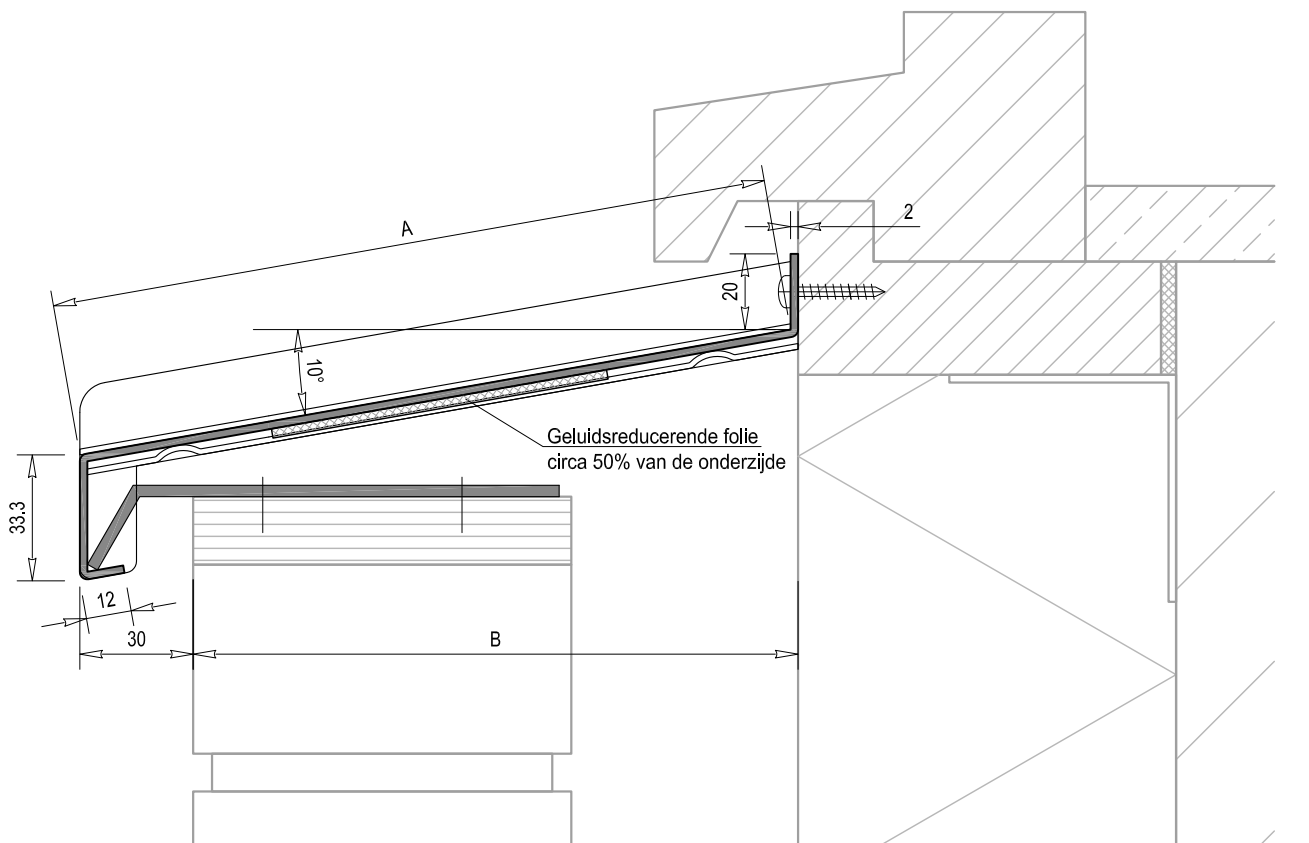 A
2
20
10°
Geluidsreducerende folie
circa 50% van de onderzijde
33.3
12
30
B